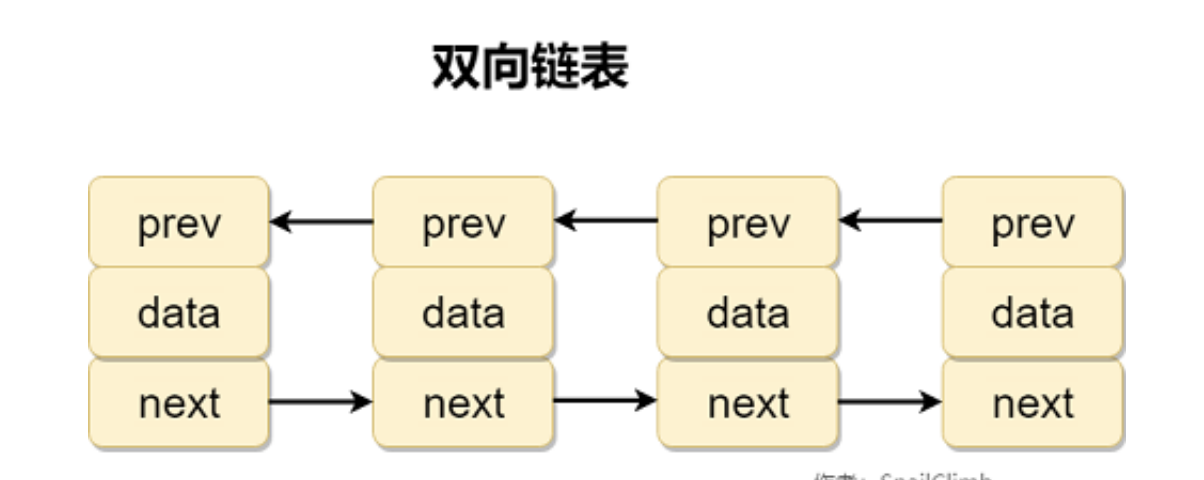 双向链表
prev prev prev prev
data data data data
next next next next
作者：SnailClimb